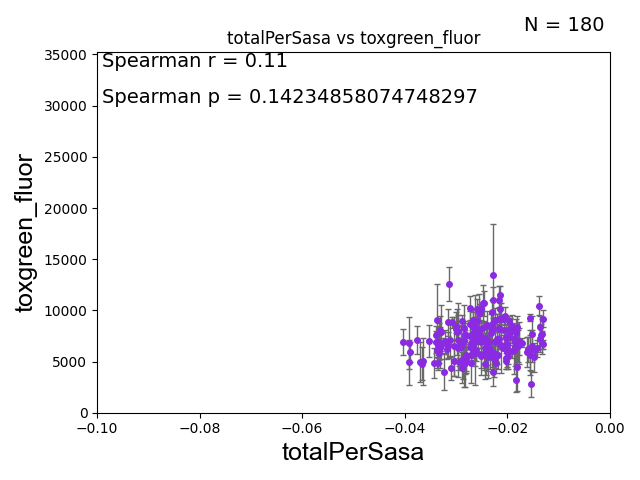 N = 180
totalPerSasa vs toxgreen_fluor
Spearman r = 0.11
Spearman p = 0.14234858074748297
toxgreen_fluor
35000
30000
25000
20000
15000
10000
5000
0
−0.10 −0.08 −0.06 −0.04 −0.02 0.00
totalPerSasa